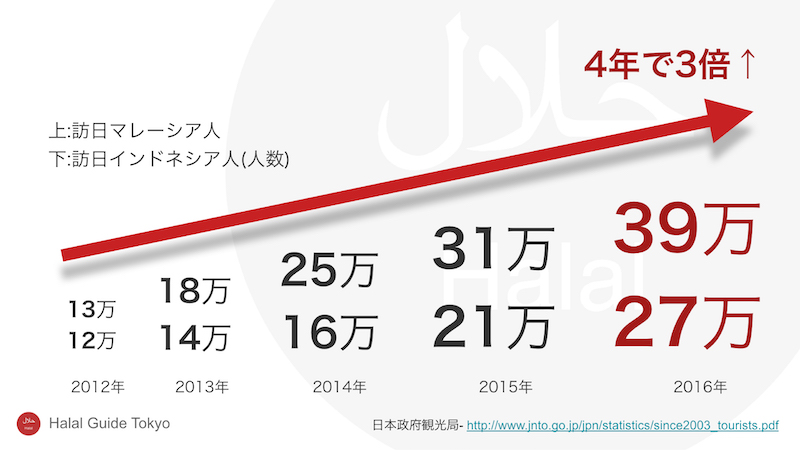 4年で3倍↑
上:訪日マレーシア人
下:訪日インドネシア人(人数)
حلال
Halal
13万 18万 25万 31万 39万
12万 14万 16万 21万 27万
2012年 2013年 2014年 2015年 2016年
حلال
Halal Guide Tokyo
日本政府観光局- http://www.jnto.go.jp/jpn/statistics/since2003_tourists.pdf